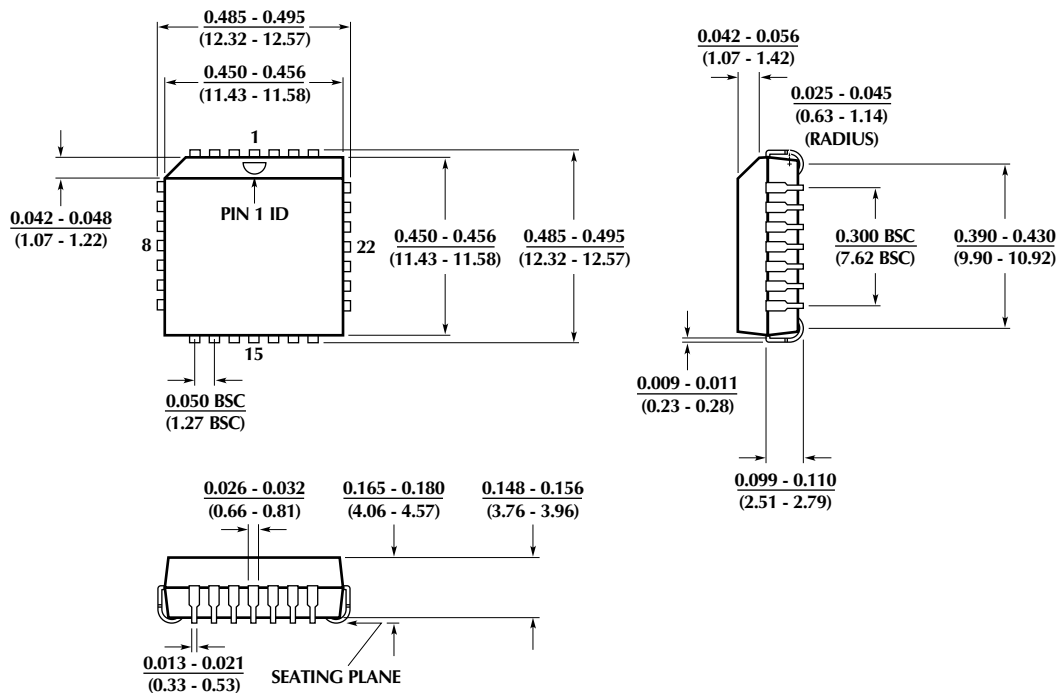 0.485 - 0.495
(12.32 - 12.57)
0.450 - 0.456
(11.43 - 11.58)
1
0.042 - 0.048
(1.07 - 1.22)
PIN 1 ID
8
22
0.450 - 0.456
(11.43 - 11.58)
0.485 - 0.495
(12.32 - 12.57)
15
0.050 BSC
(1.27 BSC)
0.042 - 0.056
(1.07 - 1.42)
0.025 - 0.045
(0.63 - 1.14)
(RADIUS)
0.300 BSC
(7.62 BSC)
0.390 - 0.430
(9.90 - 10.92)
0.009 - 0.011
(0.23 - 0.28)
0.099 - 0.110
(2.51 - 2.79)
0.026 - 0.032
(0.66 - 0.81)
0.165 - 0.180
(4.06 - 4.57)
0.148 - 0.156
(3.76 - 3.96)
0.013 - 0.021
(0.33 - 0.53)
SEATING PLANE